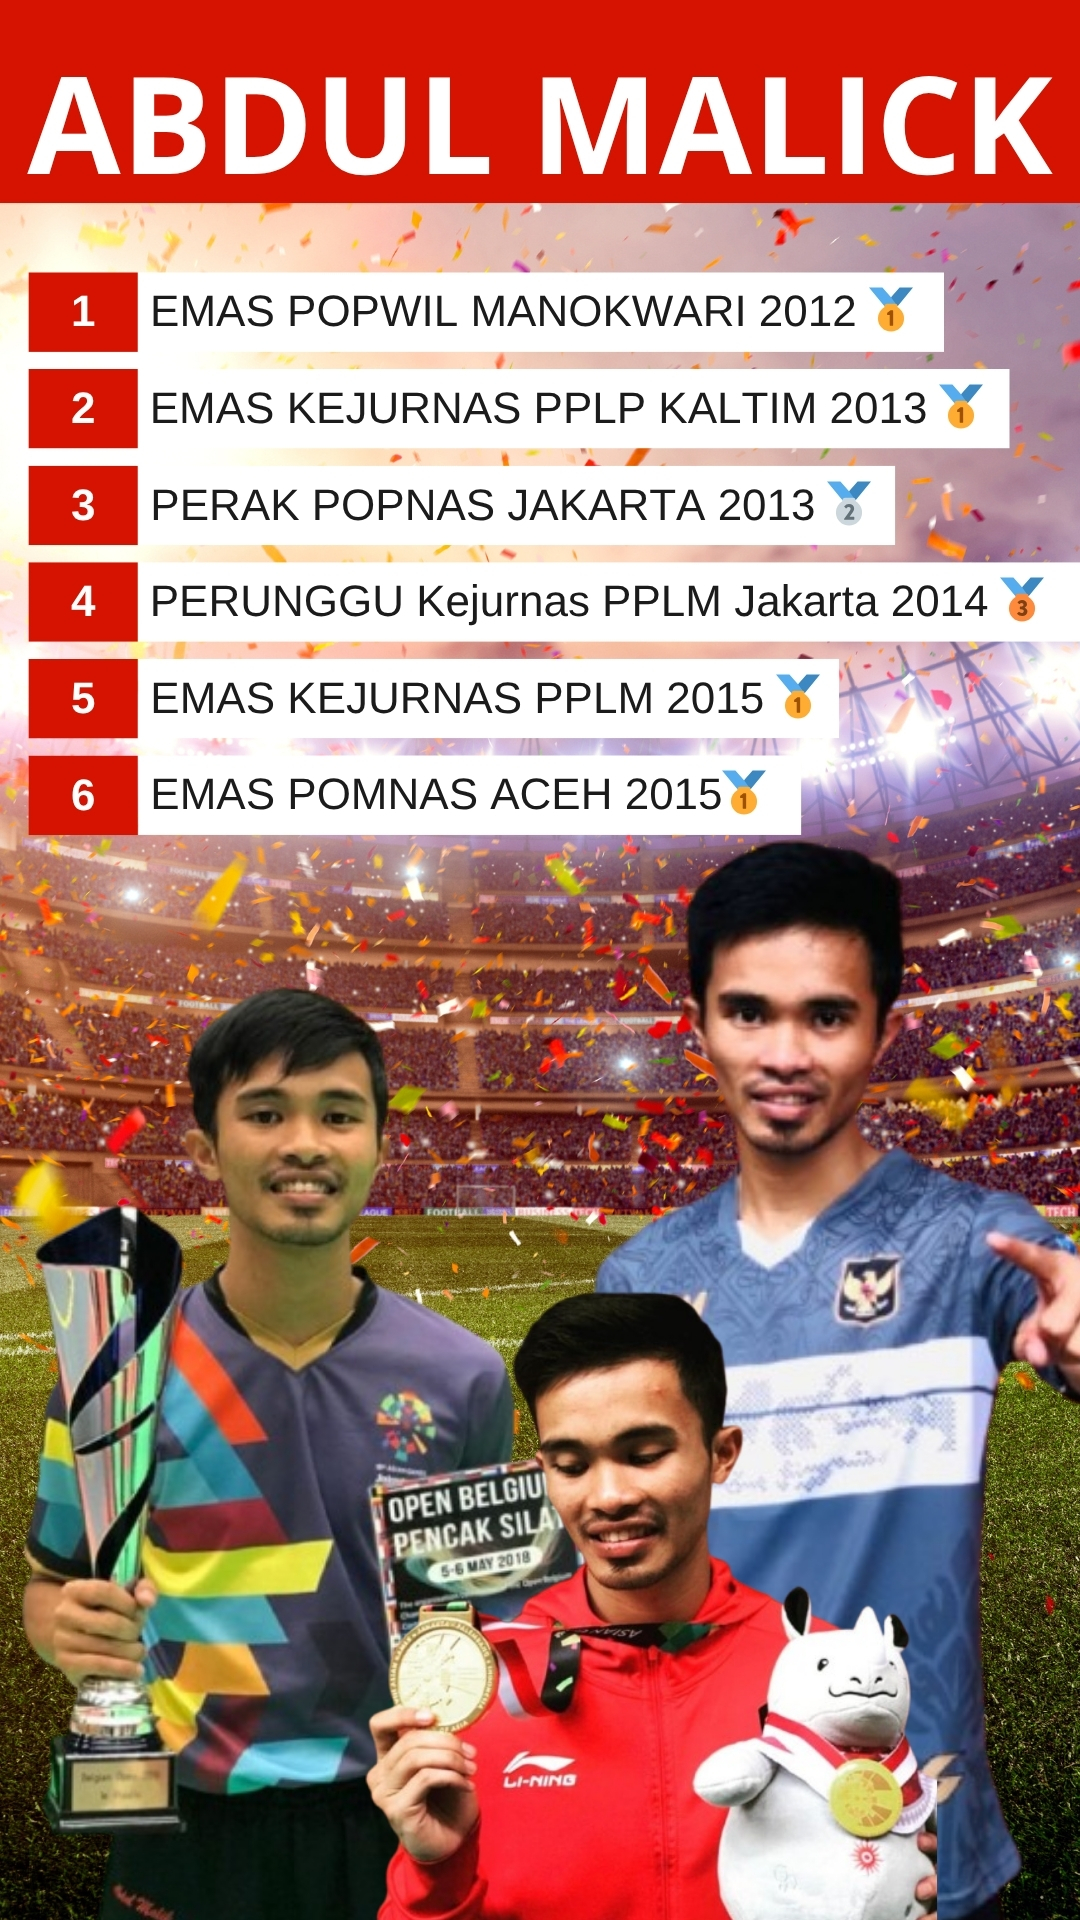 ABDUL MALICK
1 EMAS POPWIL MANOKWARI 2012
2 EMAS KEJURNAS PPLP KALTIM 2013
3 PERAK POPNAS JAKARTA 2013
4 PERUNGGU Kejurnas PPLM Jakarta 2014
5 EMAS KEJURNAS PPLM 2015
6 EMAS POMNAS ACEH 2015
OPEN BELGIU
PENCAK SILA
5-6 MAY 2018
LI-NING